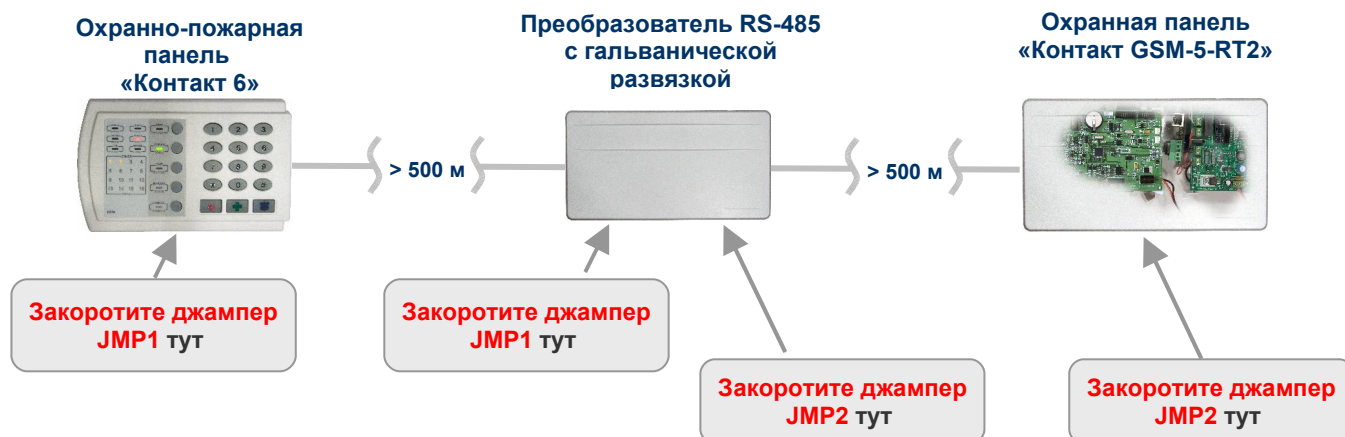 Охранно-пожарная
панель
«Контакт 6»
Преобразователь RS-485
с гальванической
развязкой
Охранная панель
«Контакт GSM-5-RT2»
> 500 м
> 500 м
Закоротите джампер
JMP1 тут
Закоротите джампер
JMP1 тут
Закоротите джампер
JMP2 тут
Закоротите джампер
JMP2 тут